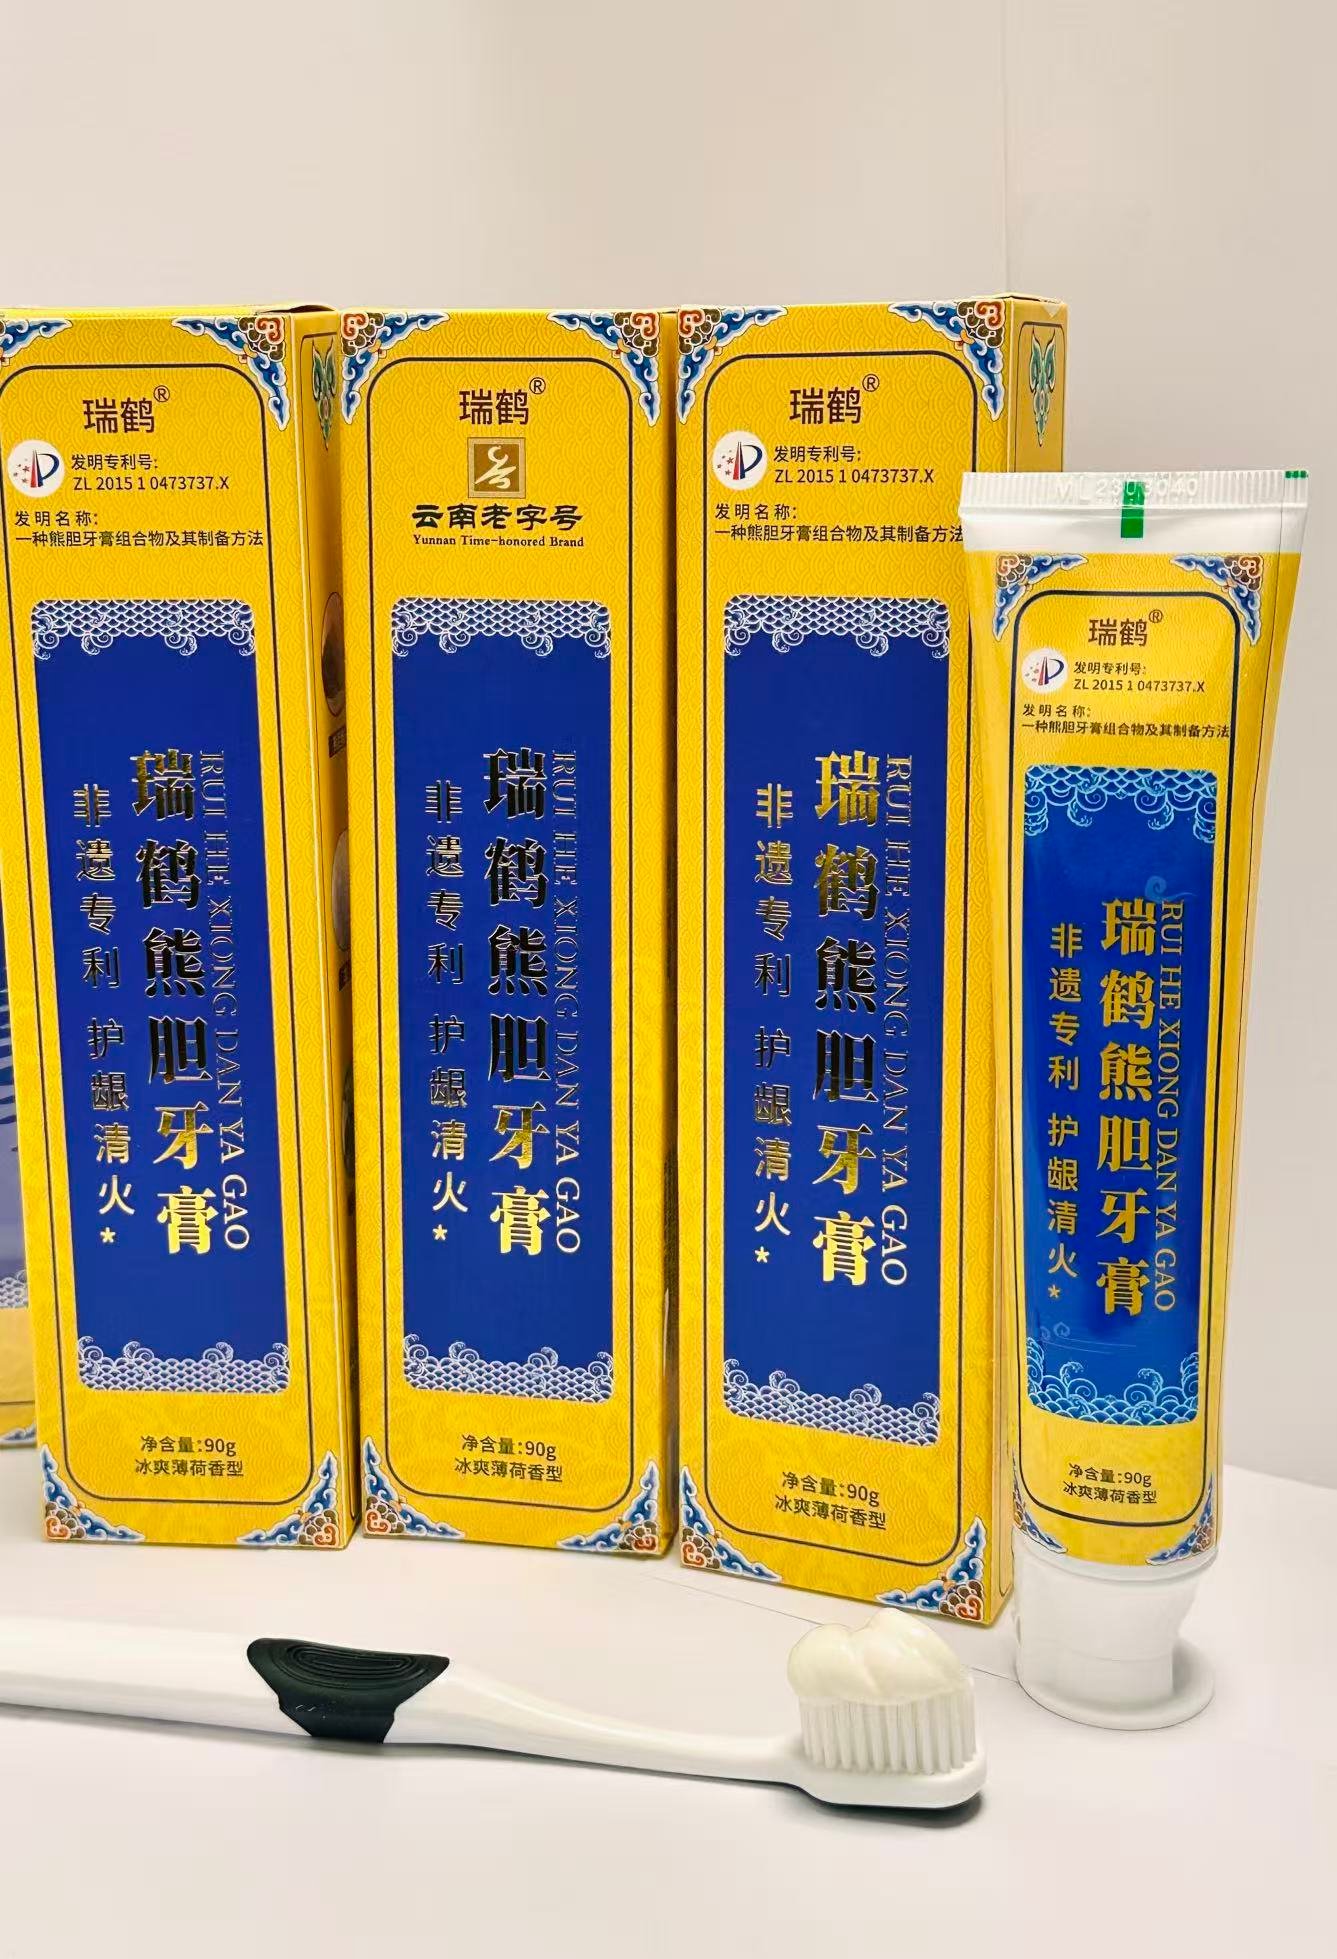 瑞鹤®
发明专利号:
ZL 2015 1 0473737.X
发明名称:
一种熊胆牙膏组合物及其制备方法
RUI HE XIONG DAN YA GAO
瑞鹤熊胆牙膏
非遗专利 护龈清火*
净含量:90g
冰爽薄荷香型
瑞鹤®
云南老字号
Yunnan Time-honored Brand
RUI HE XIONG DAN YA GAO
瑞鹤熊胆牙膏
非遗专利 护龈清火*
净含量:90g
冰爽薄荷香型
瑞鹤®
发明专利号:
ZL 2015 1 0473737.X
发明名称:
一种熊胆牙膏组合物及其制备方法
RUI HE XIONG DAN YA GAO
瑞鹤熊胆牙膏
非遗专利 护龈清火*
净含量:90g
冰爽薄荷香型
瑞鹤®
发明专利号:
ZL 2015 1 0473737.X
发明名称:
一种熊胆牙膏组合物及其制备方法
RUI HE XIONG DAN YA GAO
瑞鹤熊胆牙膏
非遗专利 护龈清火*
净含量:90g
冰爽薄荷香型